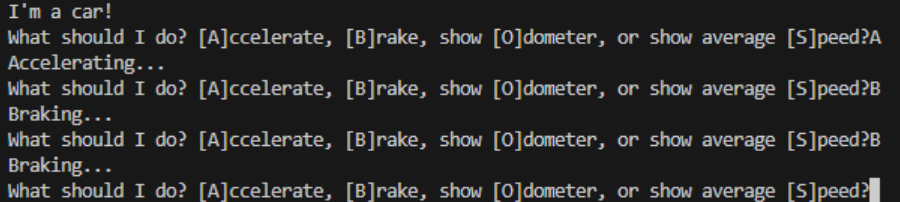 I'm a car!
What should I do? [A]ccelerate, [B]rake, show [O]dometer, or show average [S]peed?A
Accelerating...
What should I do? [A]ccelerate, [B]rake, show [O]dometer, or show average [S]peed?B
Braking...
What should I do? [A]ccelerate, [B]rake, show [O]dometer, or show average [S]peed?B
Braking...
What should I do? [A]ccelerate, [B]rake, show [O]dometer, or show average [S]peed?